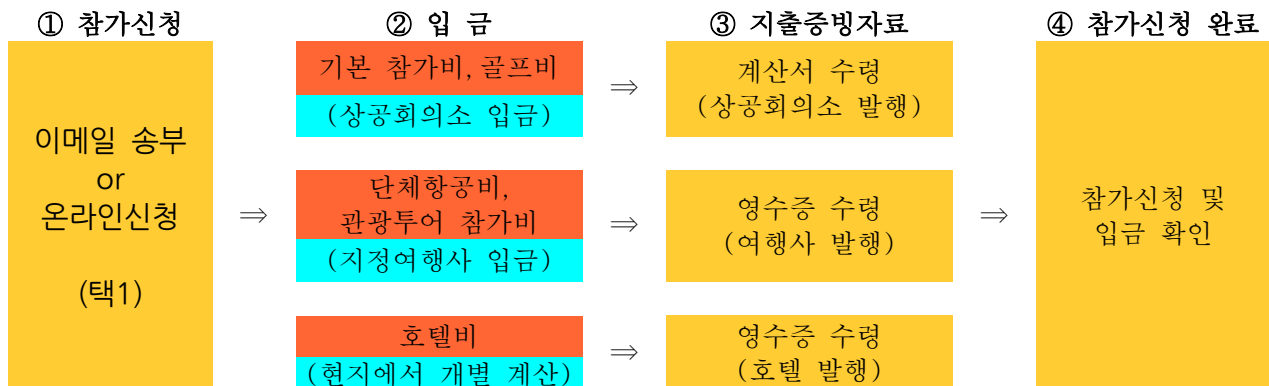 ① 참가신청
② 입 금
③ 지출증빙자료
④ 참가신청 완료
이메일 송부
or
온라인신청
(택1)
⇒
기본 참가비, 골프비
(상공회의소 입금)
⇒
계산서 수령
(상공회의소 발행)
단체항공비,
관광투어 참가비
(지정여행사 입금)
⇒
영수증 수령
(여행사 발행)
호텔비
(현지에서 개별 계산)
⇒
영수증 수령
(호텔 발행)
⇒
참가신청 및
입금 확인